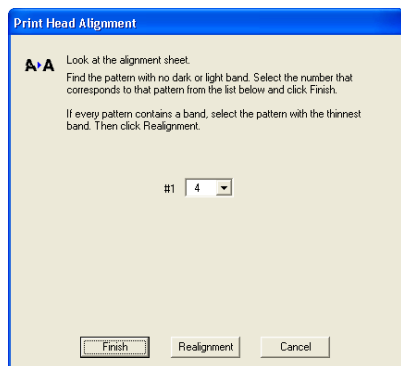 Print Head Alignment
A A
Look at the alignment sheet.
Find the pattern with no dark or light band. Select the number that
corresponds to that pattern from the list below and click Finish.
If every pattern contains a band, select the pattern with the thinnest
band. Then click Realignment.
#1 4
Finish Realignment Cancel